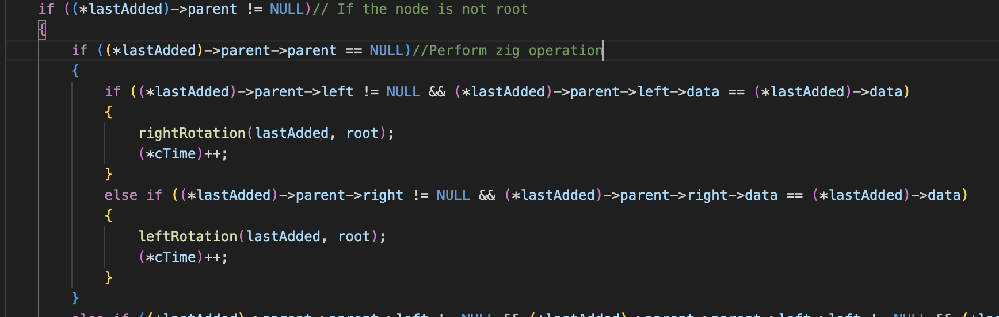 if ((*lastAdded)->parent != NULL)// If the node is not root
{
if ((*lastAdded)->parent->parent == NULL)//Perform zig operation
{
if ((*lastAdded)->parent->left != NULL && (*lastAdded)->parent->left->data == (*lastAdded)->data)
{
rightRotation(lastAdded, root);
(*cTime)++;
}
else if ((*lastAdded)->parent->right != NULL && (*lastAdded)->parent->right->data == (*lastAdded)->data)
{
leftRotation(lastAdded, root);
(*cTime)++;
}
}
else if ((*lastAdded)->parent->parent->left != NULL && (*lastAdded)->parent->parent->left->left != NULL &&